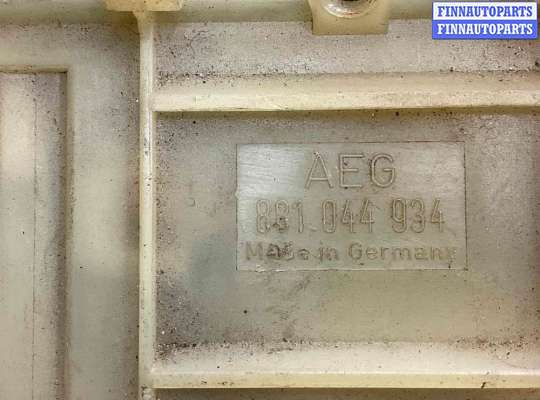 FINNAUTOPARTS
FINNAUTOPARTS
AEG
881.044 934
Made in Germany